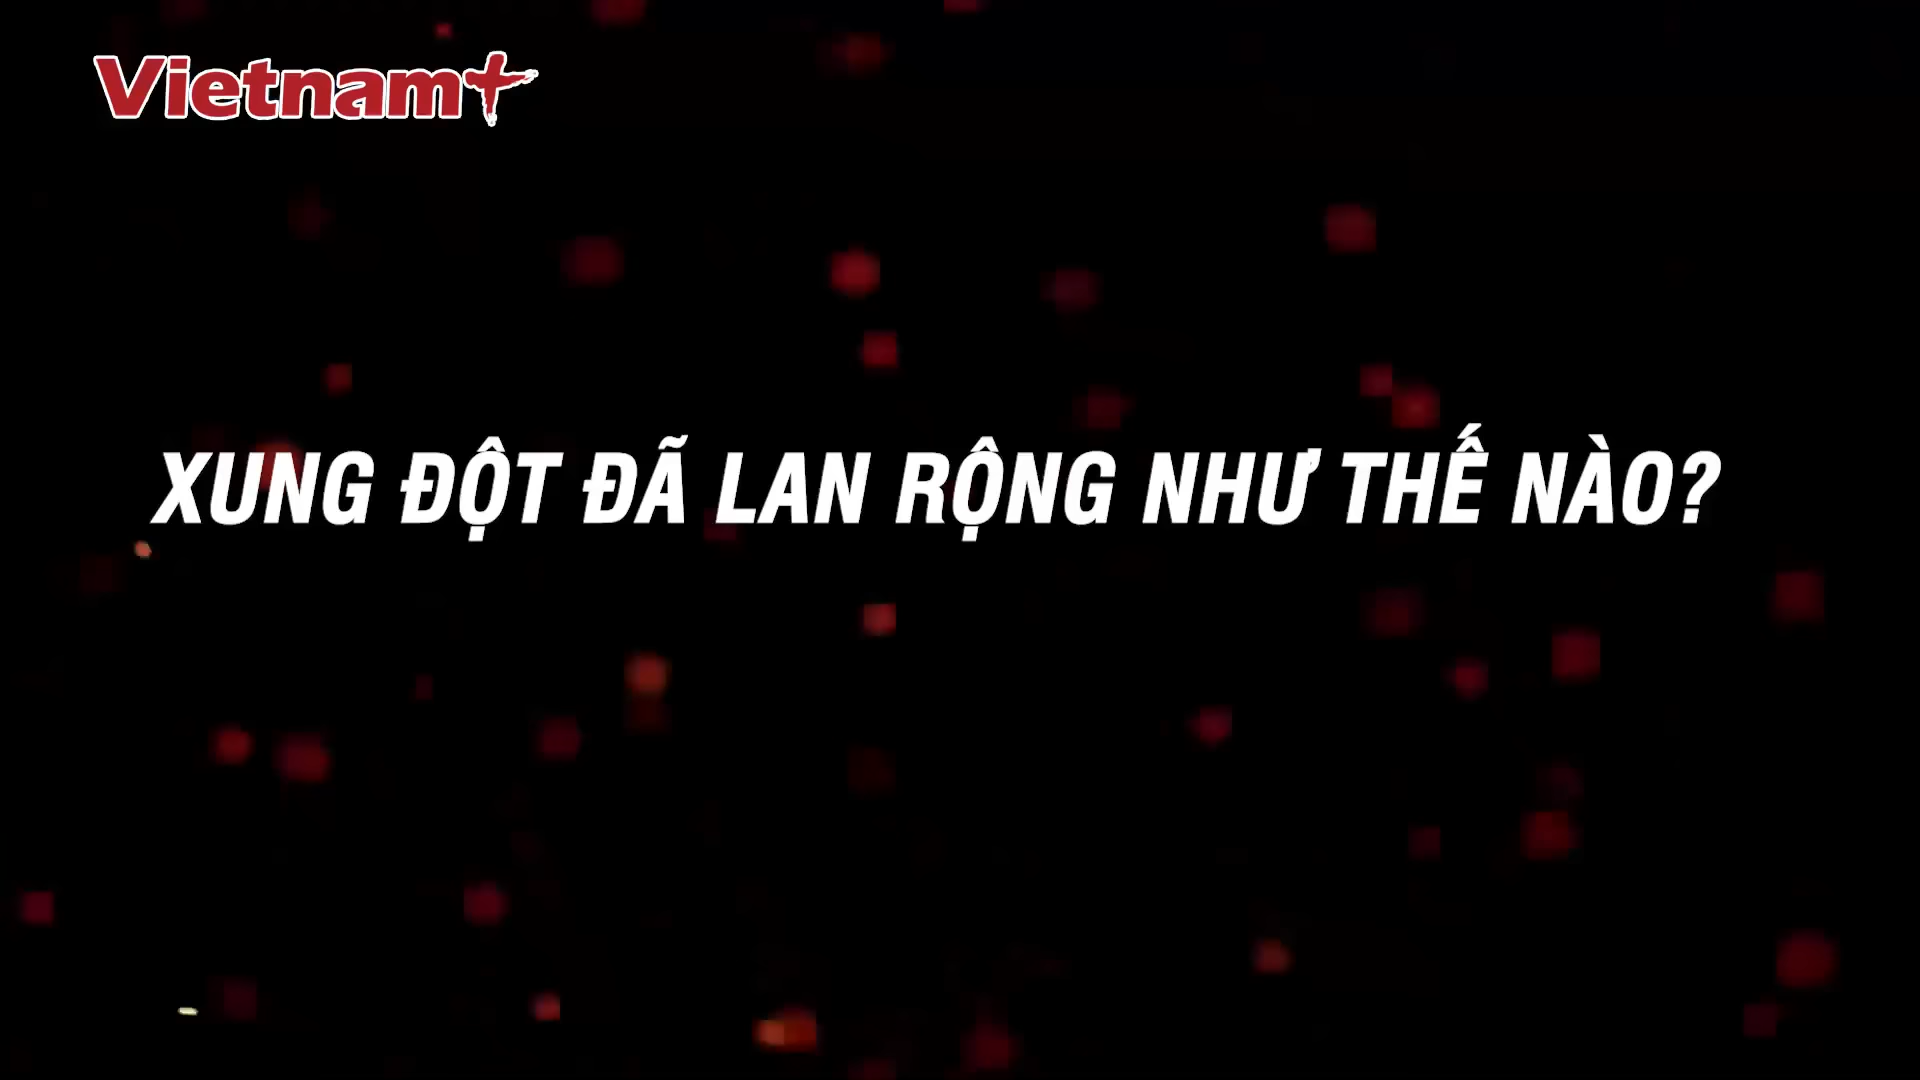 Vietnam+
XUNG ĐỘT ĐÃ LAN RỘNG NHƯ THẾ NÀO?